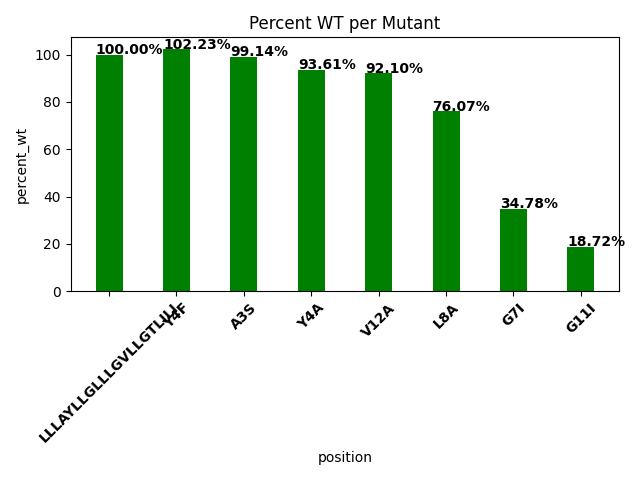 Percent WT per Mutant
percent_wt
100
80
60
40
20
0
100.00%
102.23%
99.14%
93.61%
92.10%
76.07%
34.78%
18.72%
Y4F
A3S
Y4A
V12A
L8A
G7I
G11I
position